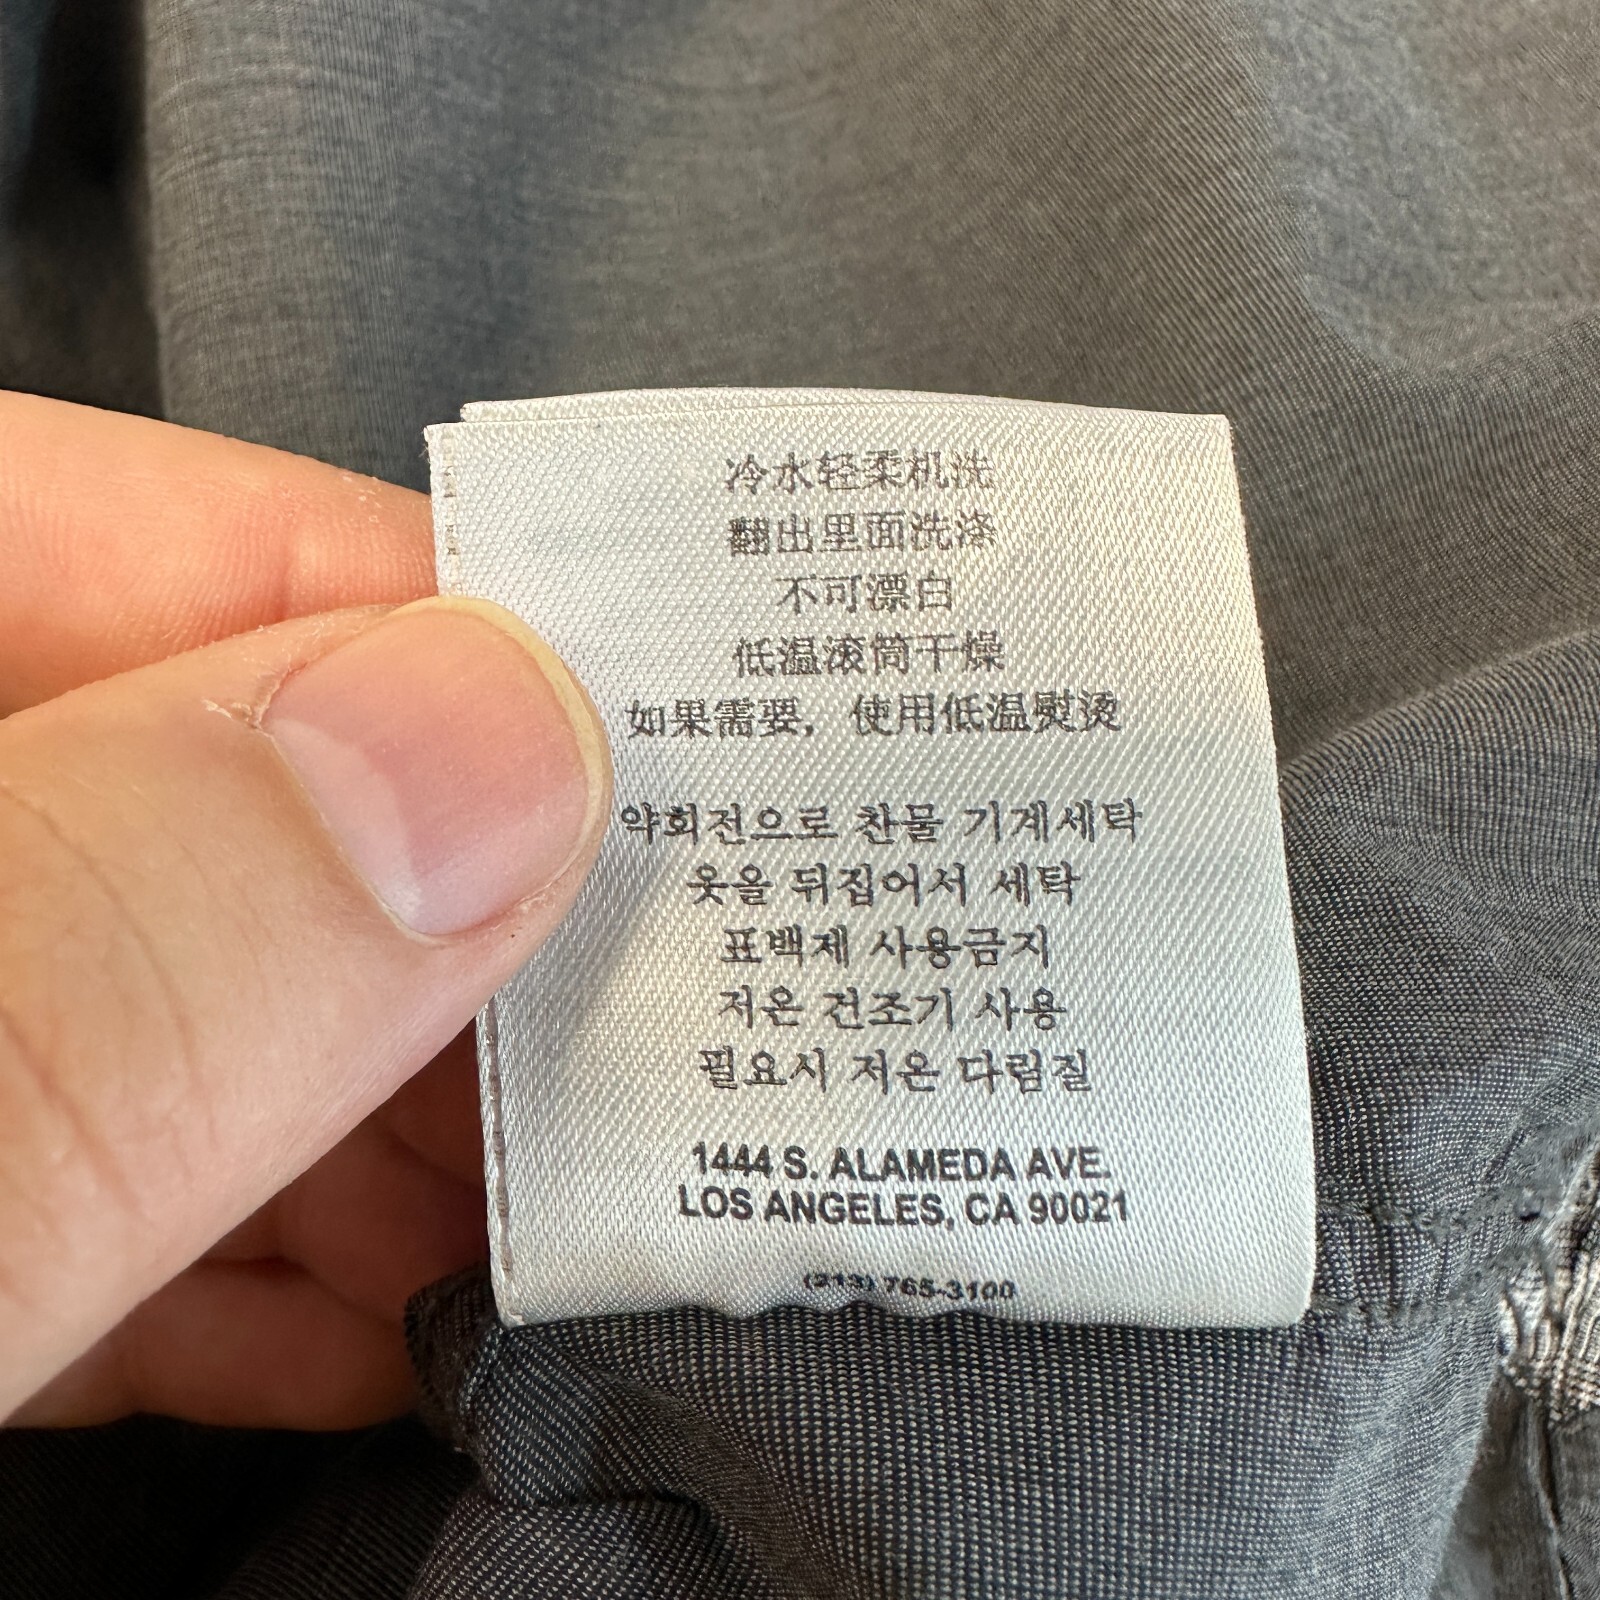 冷水轻柔机洗
翻出里面洗涤
不可漂白
低温滚筒干燥
如果需要，使用低温熨烫
약회전으로 찬물 기계세탁
옷을 뒤집어서 세탁
표백제 사용금지
저온 건조기 사용
필요시 저온 다림질
1444 S. ALAMEDA AVE.
LOS ANGELES, CA 90021
(213) 765-3100